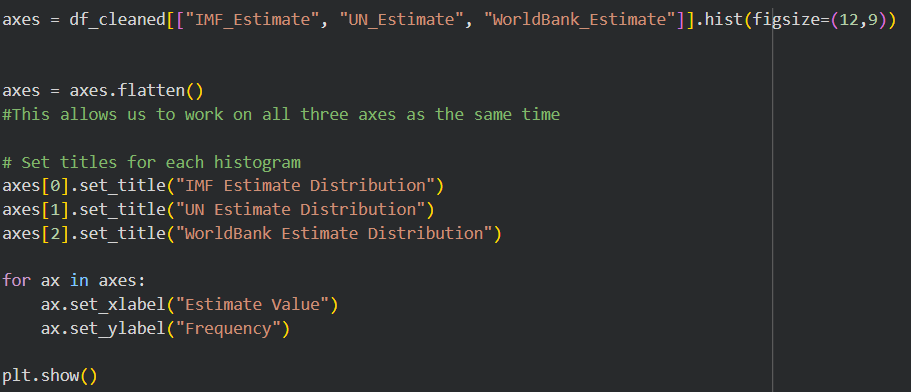 axes = df_cleaned[["IMF_Estimate", "UN_Estimate", "WorldBank_Estimate"]].hist(figsize=(12,9))
axes = axes.flatten()
#This allows us to work on all three axes as the same time
# Set titles for each histogram
axes[0].set_title("IMF Estimate Distribution")
axes[1].set_title("UN Estimate Distribution")
axes[2].set_title("WorldBank Estimate Distribution")
for ax in axes:
    ax.set_xlabel("Estimate Value")
    ax.set_ylabel("Frequency")
plt.show()